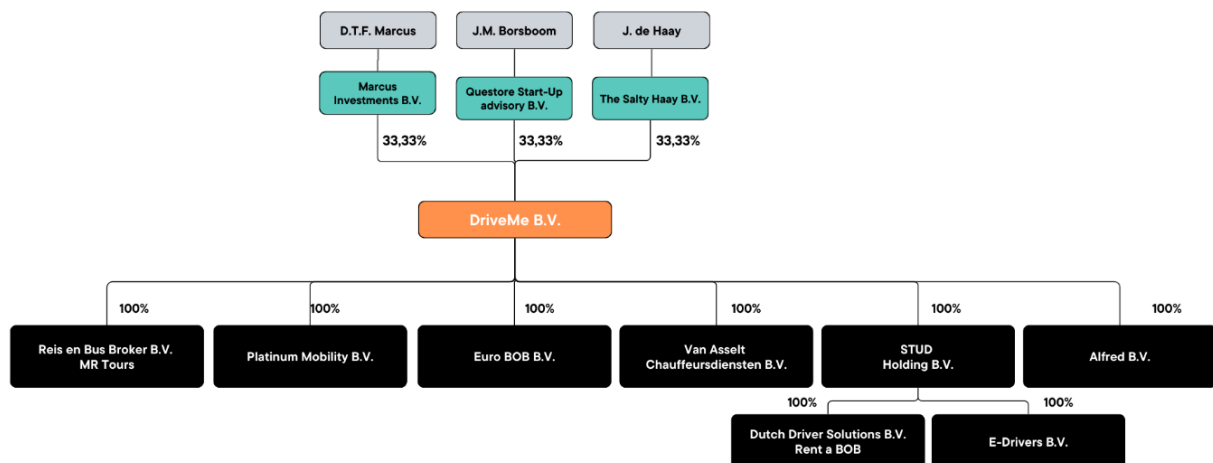 D.T.F. Marcus
J.M. Borsboom
J. de Haay
Marcus
Investments B.V.
Questore Start-Up
advisory B.V.
The Salty Haay B.V.
33,33%
33,33%
33,33%
DriveMe B.V.
100%
100%
100%
100%
100%
100%
Reis en Bus Broker B.V.
MR Tours
Platinum Mobility B.V.
Euro BOB B.V.
Van Asselt
Chauffeursdiensten B.V.
STUD
Holding B.V.
Alfred B.V.
100%
100%
Dutch Driver Solutions B.V.
Rent a BOB
E-Drivers B.V.